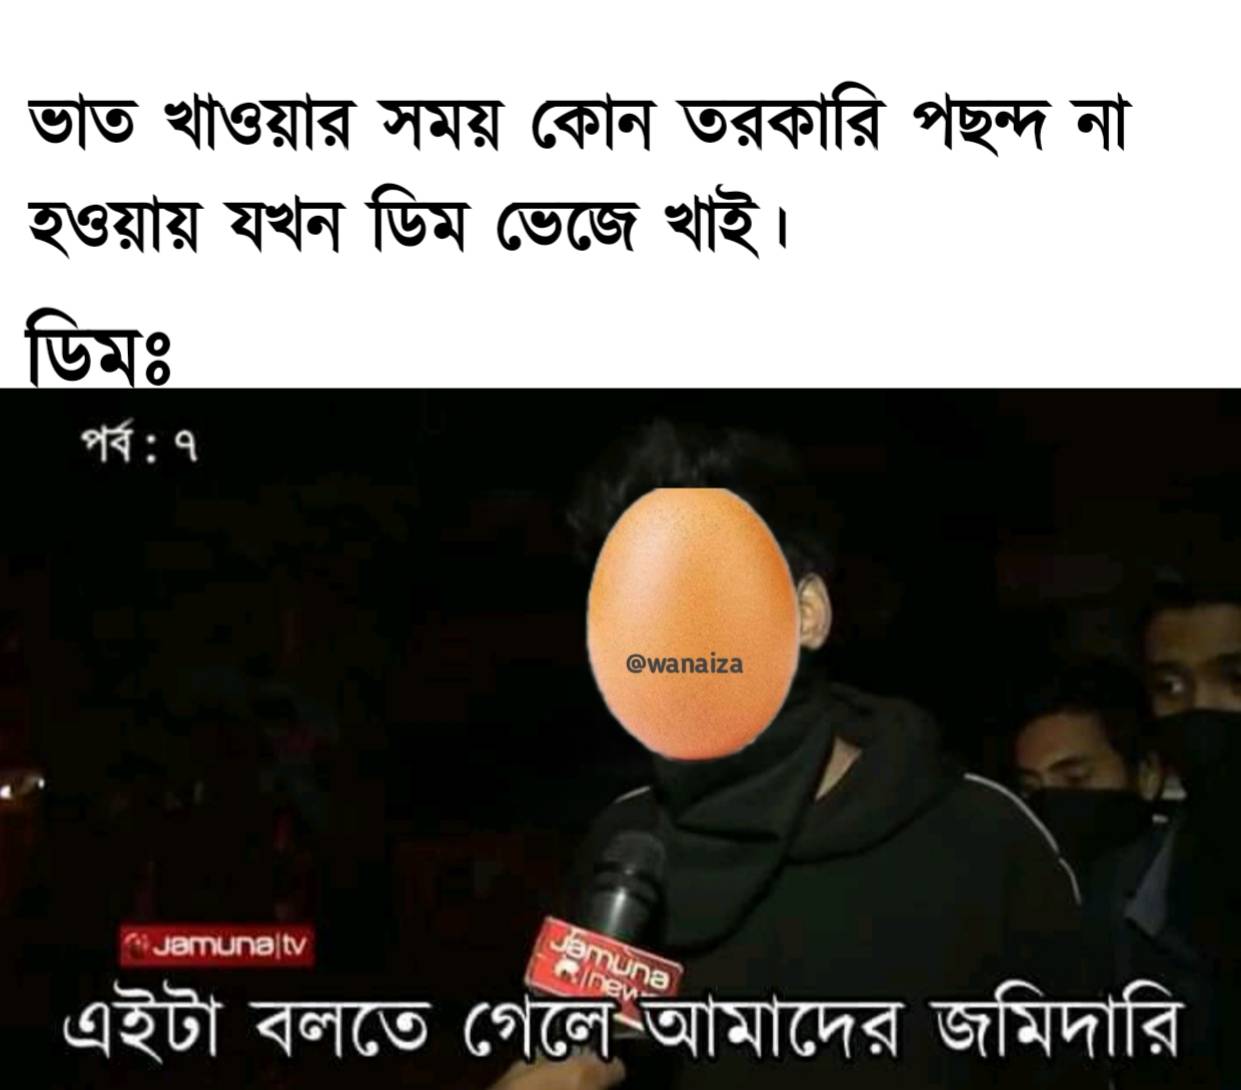 ভাত খাওয়ার সময় কোন তরকারি পছন্দ না
হওয়ায় যখন ডিম ভেজে খাই।
ডিমঃ
পর্ব : ৭
@wanaiza
Jamuna|tv
Jamuna
news
এইটা বলতে গেলে আমাদের জমিদারি